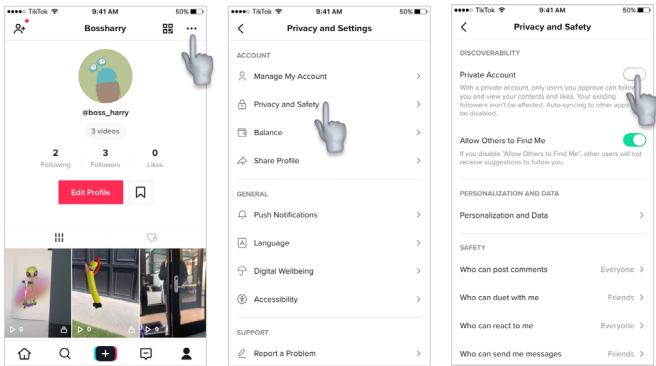 TikTok 9:41 AM 50%
Bossharry
@boss_harry
3 videos
2 3 0
Following Followers Likes
Edit Profile
0 0 0
TikTok 9:41 AM 50%
Privacy and Settings
ACCOUNT
Manage My Account
Privacy and Safety
Balance
Share Profile
GENERAL
Push Notifications
Language
Digital Wellbeing
Accessibility
SUPPORT
Report a Problem
TikTok 9:41 AM 50%
Privacy and Safety
DISCOVERABILITY
Private Account
With a private account, only users you approve can follow
you and view your contents and likes. Your existing
followers won't be affected. Auto-syncing to other apps
be disabled.
Allow Others to Find Me
If you disable "Allow Others to Find Me", other users will not
receive suggestions to follow you.
PERSONALIZATION AND DATA
Personalization and Data
SAFETY
Who can post comments Everyone
Who can duet with me Friends
Who can react to me Everyone
Who can send me messages Friends